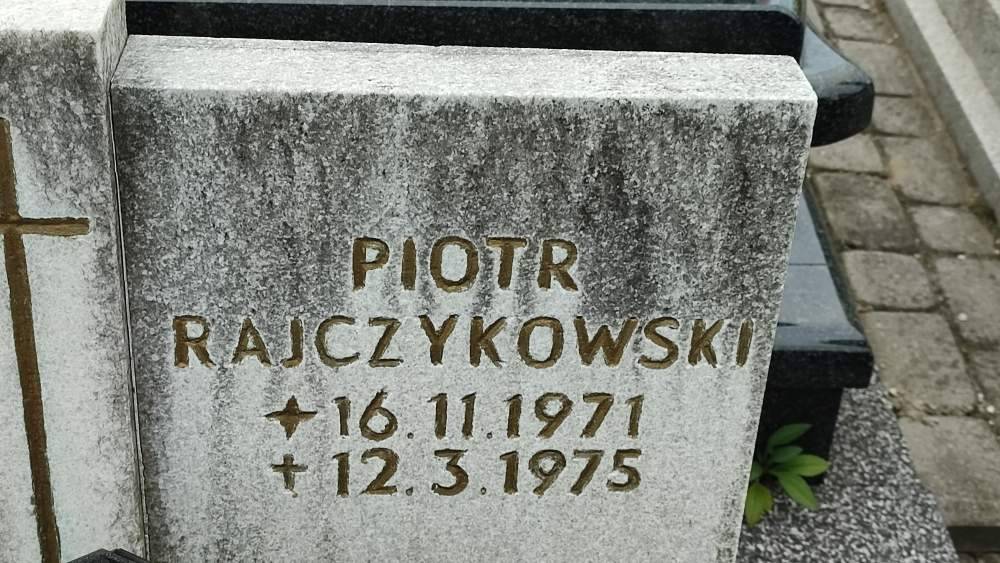 PIOTR
RAJCZYKOWSKI
✦ 16.11.1971
✝ 12.3.1975